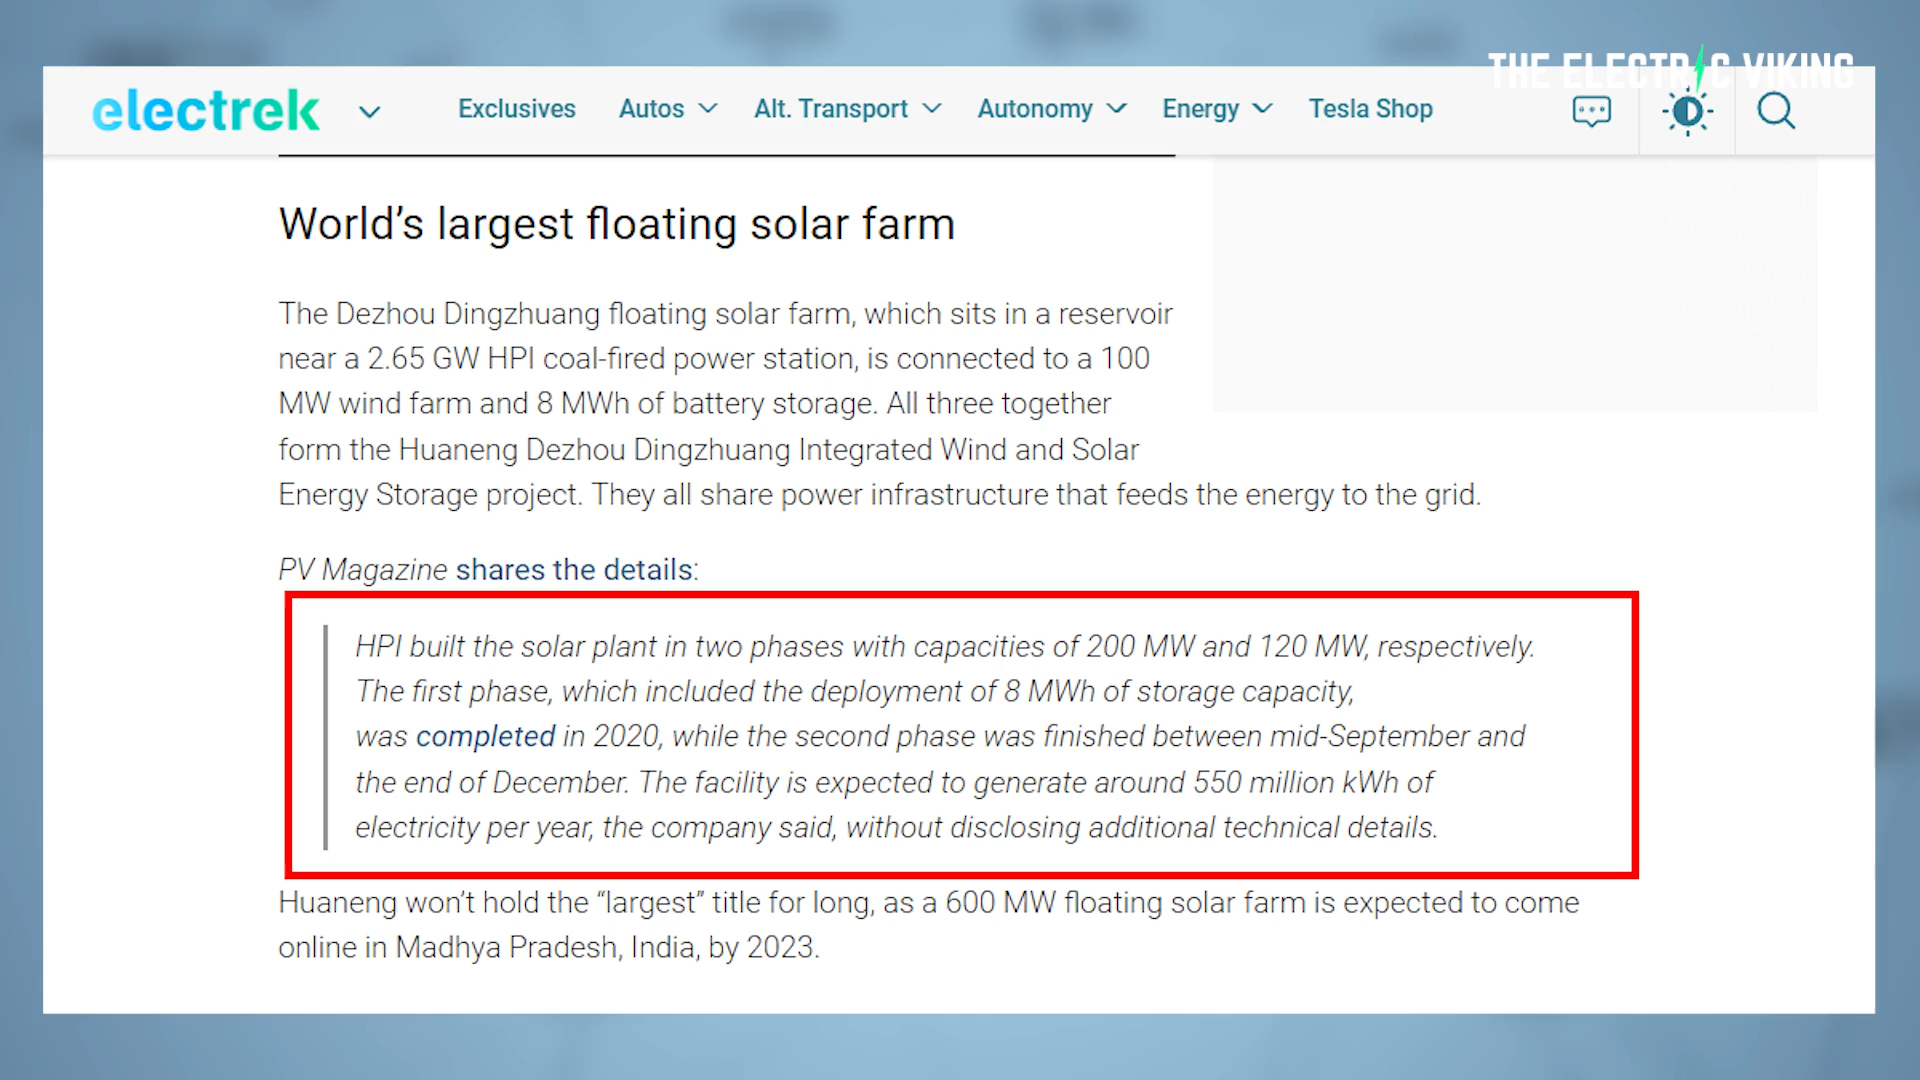 THE ELECTRIC VIKING
electrek
Exclusives Autos Alt. Transport Autonomy Energy Tesla Shop
World’s largest floating solar farm
The Dezhou Dingzhuang floating solar farm, which sits in a reservoir
near a 2.65 GW HPI coal-fired power station, is connected to a 100
MW wind farm and 8 MWh of battery storage. All three together
form the Huaneng Dezhou Dingzhuang Integrated Wind and Solar
Energy Storage project. They all share power infrastructure that feeds the energy to the grid.
PV Magazine shares the details:
HPI built the solar plant in two phases with capacities of 200 MW and 120 MW, respectively.
The first phase, which included the deployment of 8 MWh of storage capacity,
was completed in 2020, while the second phase was finished between mid-September and
the end of December. The facility is expected to generate around 550 million kWh of
electricity per year, the company said, without disclosing additional technical details.
Huaneng won’t hold the “largest” title for long, as a 600 MW floating solar farm is expected to come
online in Madhya Pradesh, India, by 2023.